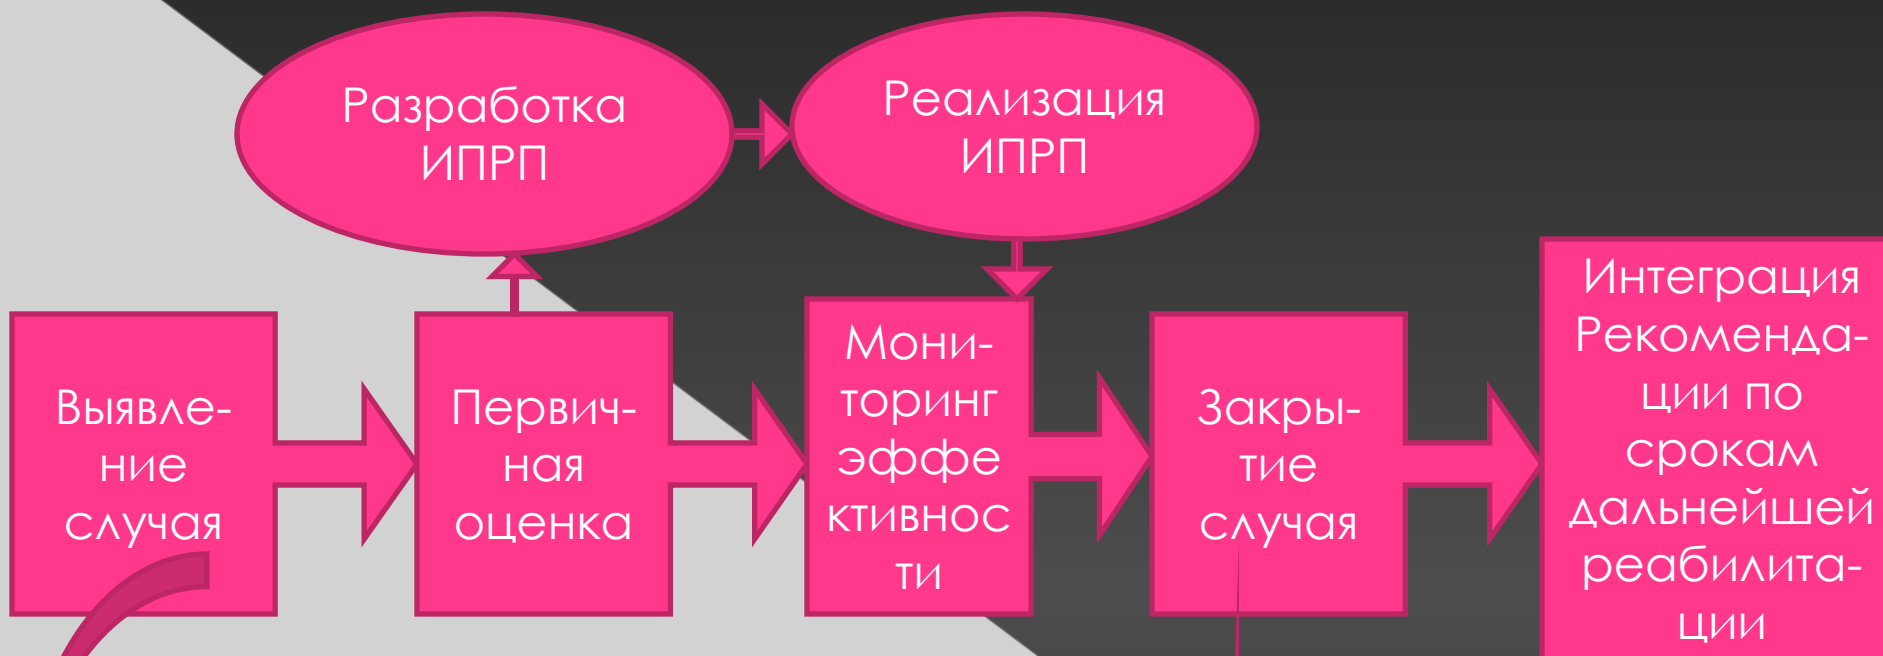 Разработка
ИПРП
Реализация
ИПРП
Выявле-
ние
случая
Первич-
ная
оценка
Мони-
торинг
эффе
ктивнос
ти
Закры-
тие
случая
Интеграция
Рекоменда-
ции по
срокам
дальнейшей
реабилита-
ции